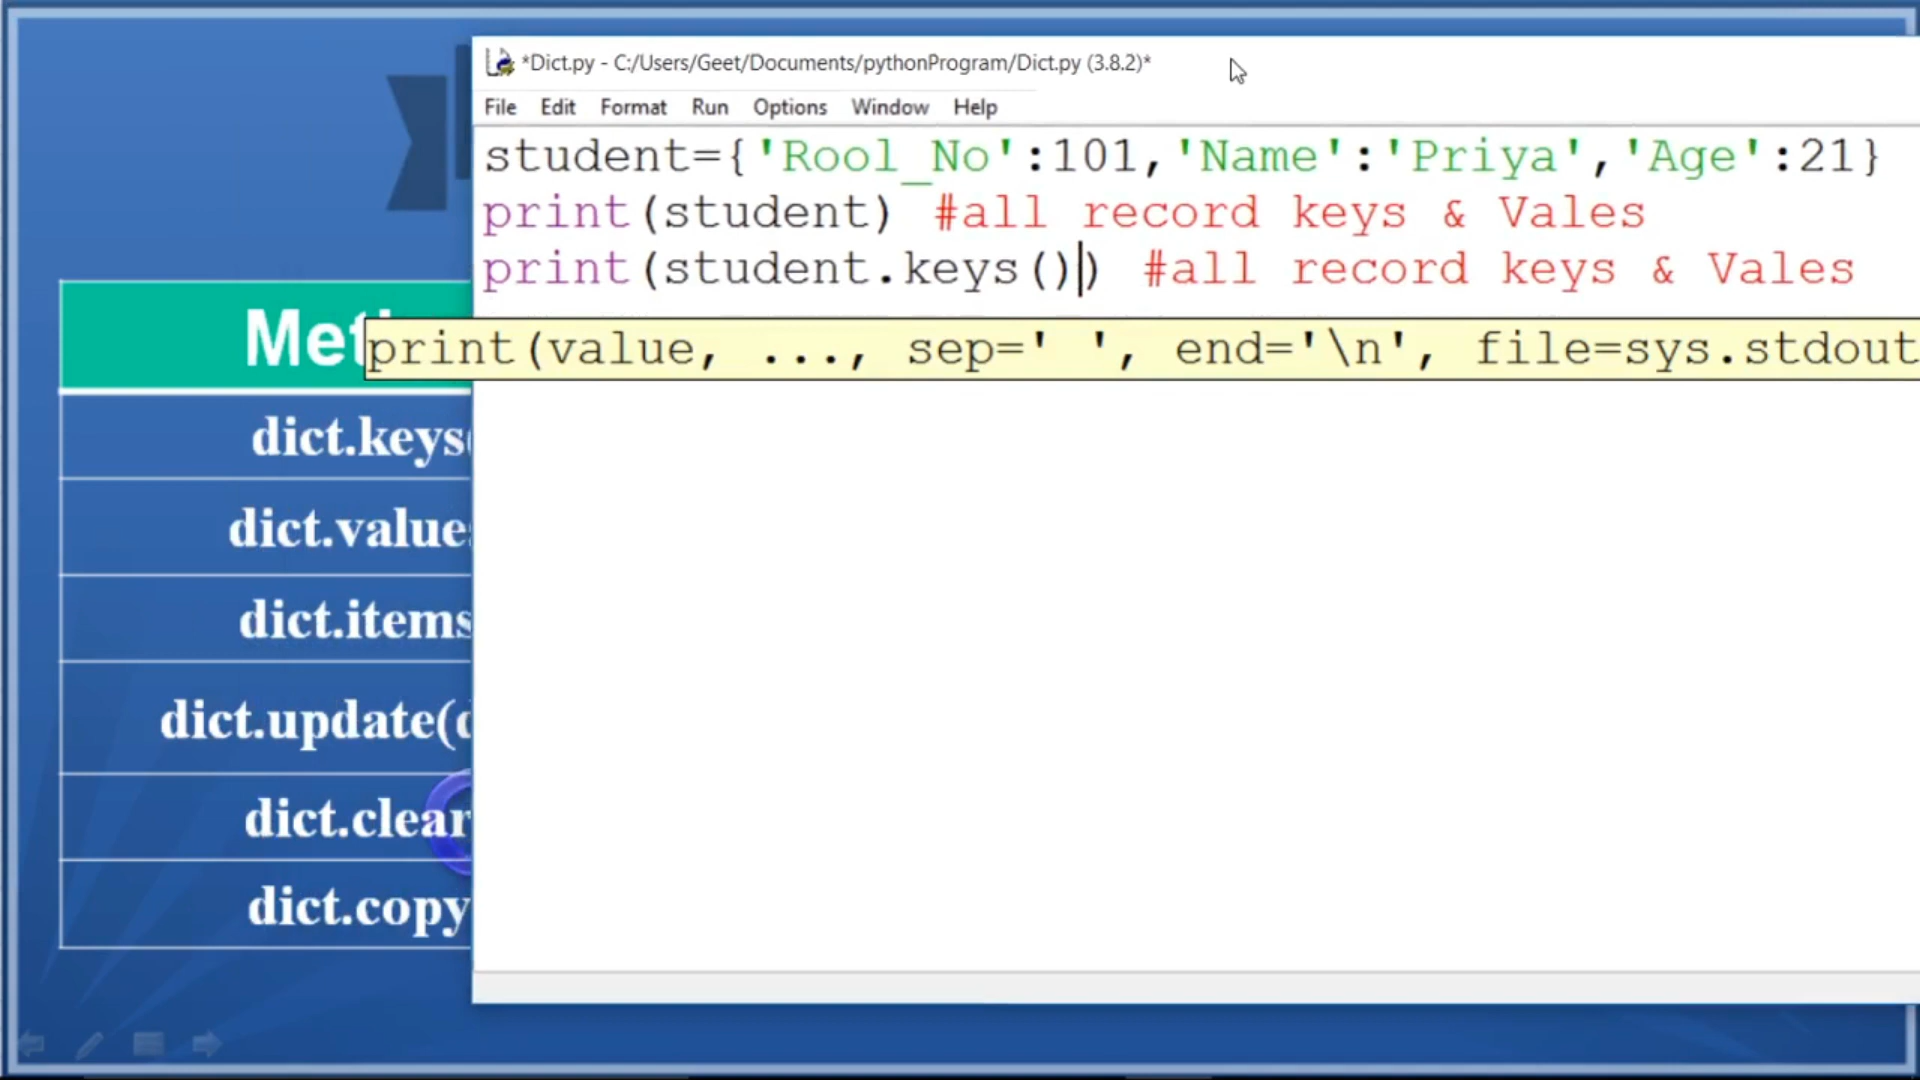 *Dict.py - C:/Users/Geet/Documents/pythonProgram/Dict.py (3.8.2)*
File Edit Format Run Options Window Help
student={'Rool_No':101,'Name':'Priya','Age':21}
print(student) #all record keys & Vales
print(student.keys()) #all record keys & Vales
print(value, ..., sep=' ', end='\n', file=sys.stdout
Met
dict.keys(
dict.values
dict.items
dict.update(d
dict.clear
dict.copy